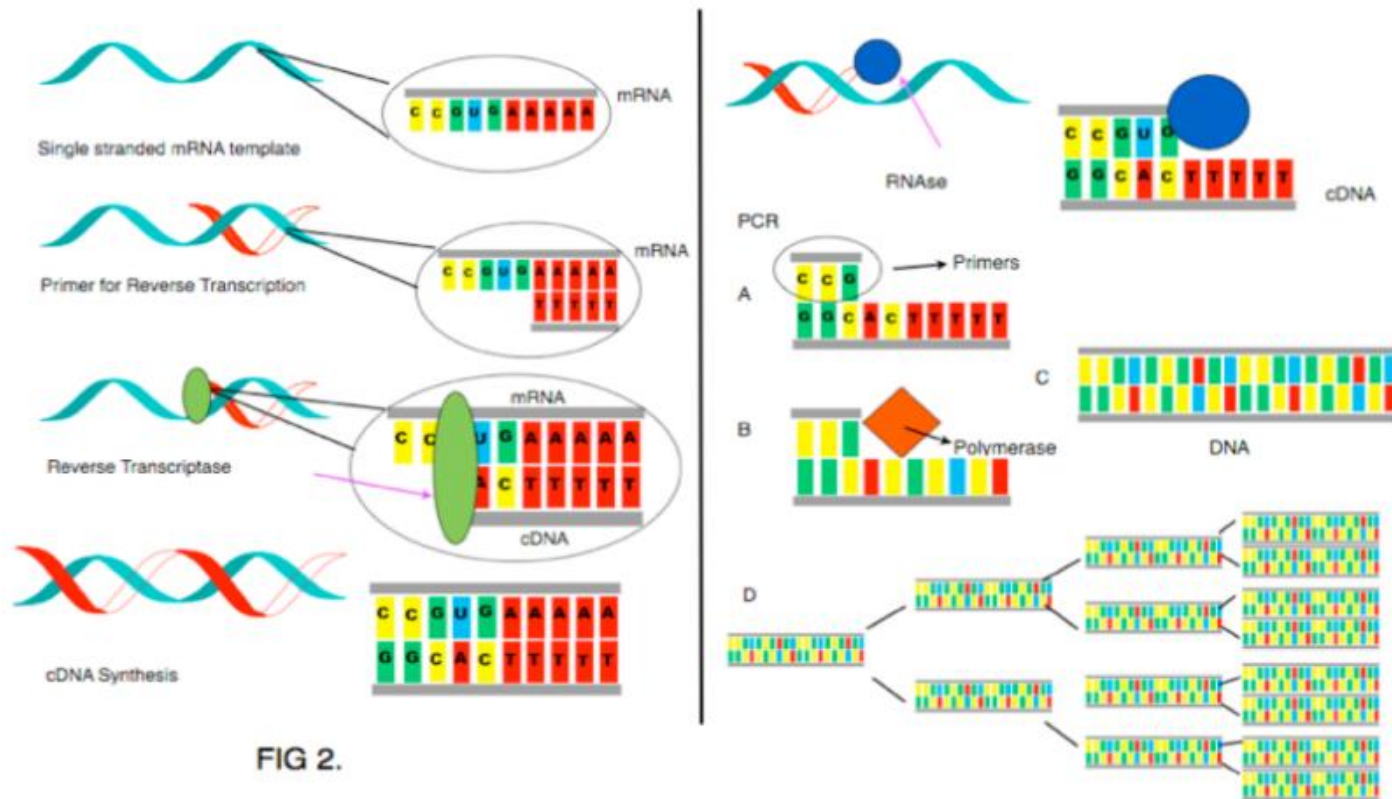 C C G U G A A A A A
mRNA
Single stranded mRNA template
mRNA
C C G U G A A A A A
T T T T T
Primer for Reverse Transcription
mRNA
C C U G A A A A A
A C T T T T T
cDNA
Reverse Transcriptase
C C G U G A A A A A
G G C A C T T T T T
cDNA Synthesis
FIG 2.
RNAse
C C G U G
G G C A C T T T T T
cDNA
PCR
A
C C G
Primers
G G C A C T T T T T
B
Polymerase
C
DNA
D